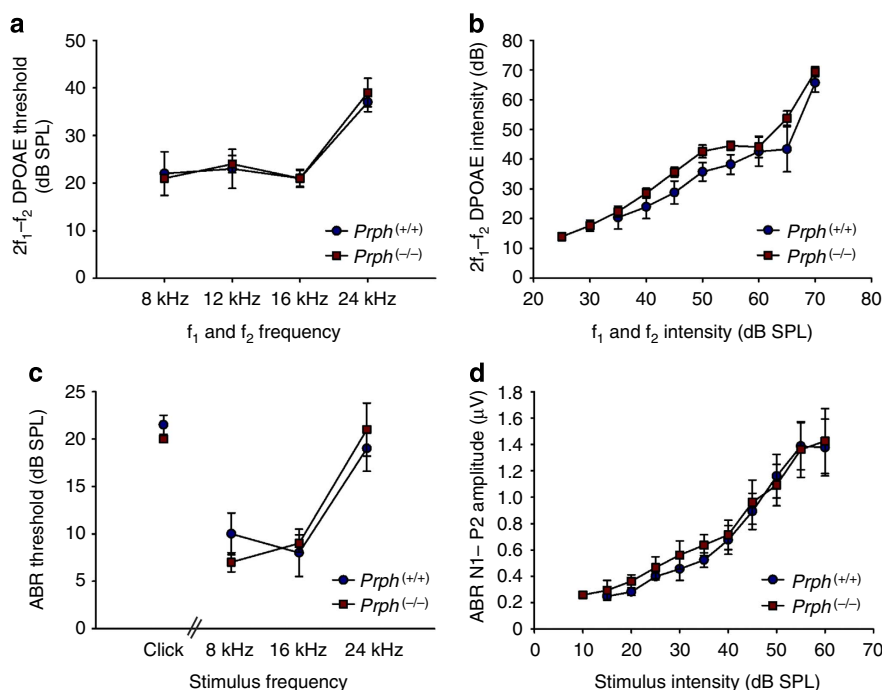 a
50
40
30
20
10
0
2f1–f2 DPOAE threshold
(dB SPL)
8 kHz 12 kHz 16 kHz 24 kHz
f1 and f2 frequency
Prph(+/+)
Prph(–/–)
b
80
70
60
50
40
30
20
10
0
2f1–f2 DPOAE intensity (dB)
20 30 40 50 60 70 80
f1 and f2 intensity (dB SPL)
Prph(+/+)
Prph(–/–)
c
25
20
15
10
5
0
ABR threshold (dB SPL)
Click 8 kHz 16 kHz 24 kHz
Stimulus frequency
Prph(+/+)
Prph(–/–)
d
1.8
1.6
1.4
1.2
1.0
0.8
0.6
0.4
0.2
0
ABR N1– P2 amplitude (μV)
0 10 20 30 40 50 60 70
Stimulus intensity (dB SPL)
Prph(+/+)
Prph(–/–)